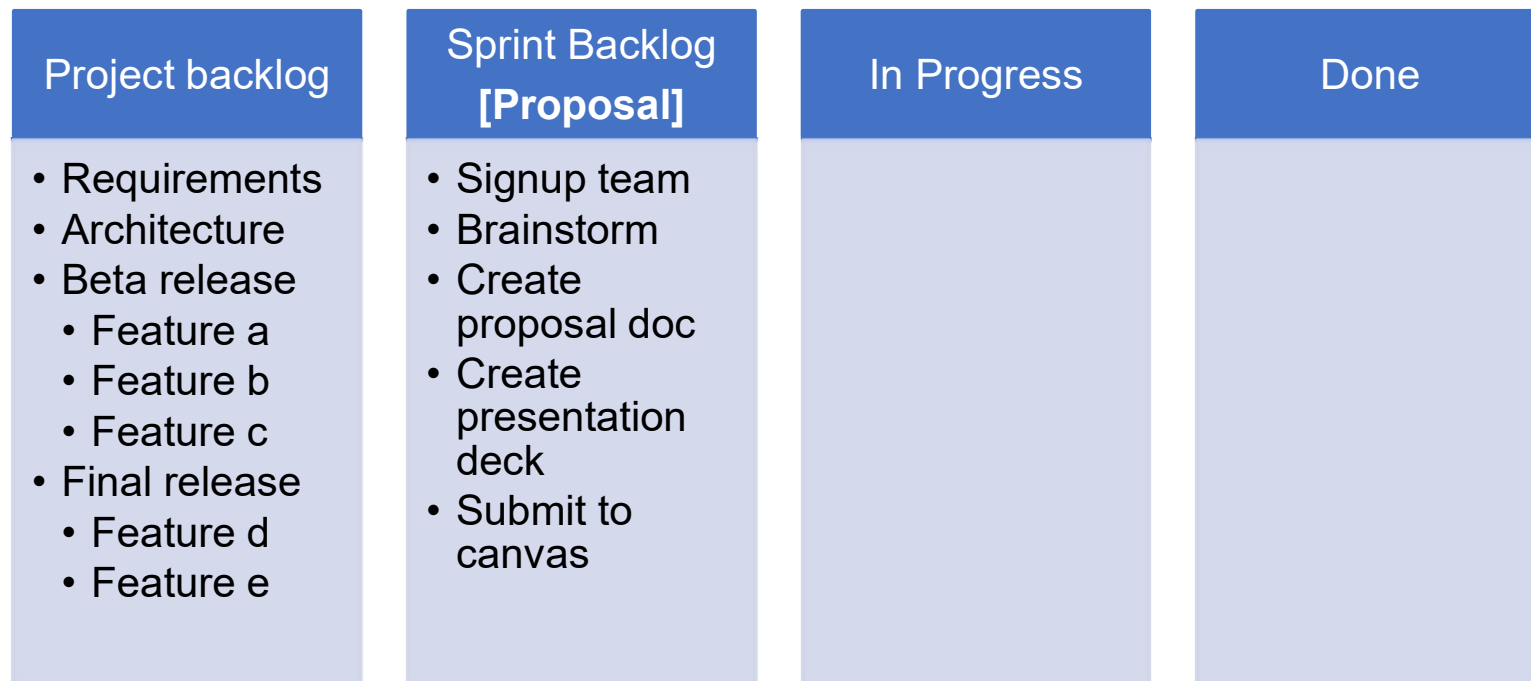 Project backlog
• Requirements
• Architecture
• Beta release
• Feature a
• Feature b
• Feature c
• Final release
• Feature d
• Feature e
Sprint Backlog
[Proposal]
• Signup team
• Brainstorm
• Create
proposal doc
• Create
presentation
deck
• Submit to
canvas
In Progress
Done